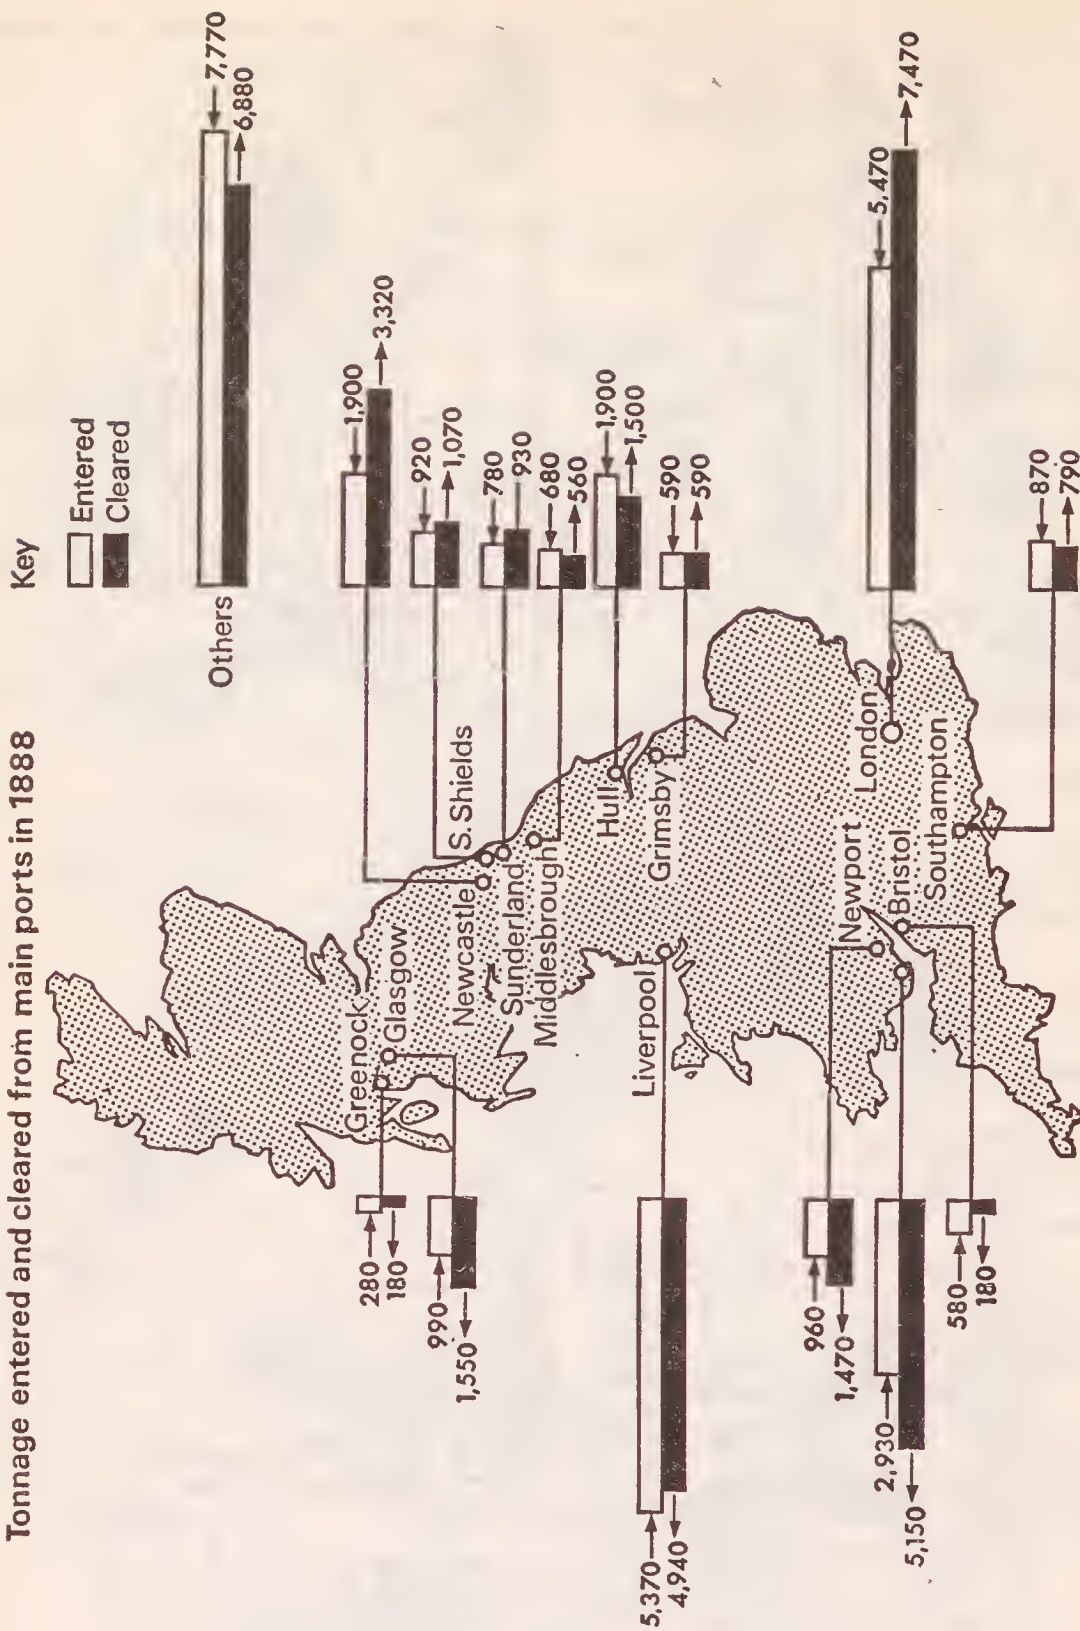 Tonnage entered and cleared from main ports in 1888
Key
Entered
Cleared
Others
7,770
6,880
1,900
3,320
920
1,070
780
930
680
560
1,900
1,500
590
590
5,470
7,470
870
790
Greenock
Glasgow
Newcastle
S. Shields
Sunderland
Middlesbrough
Hull
Grimsby
Liverpool
Newport
Bristol
London
Southampton
280
180
990
1,550
5,370
4,940
960
1,470
2,930
5,150
580
180